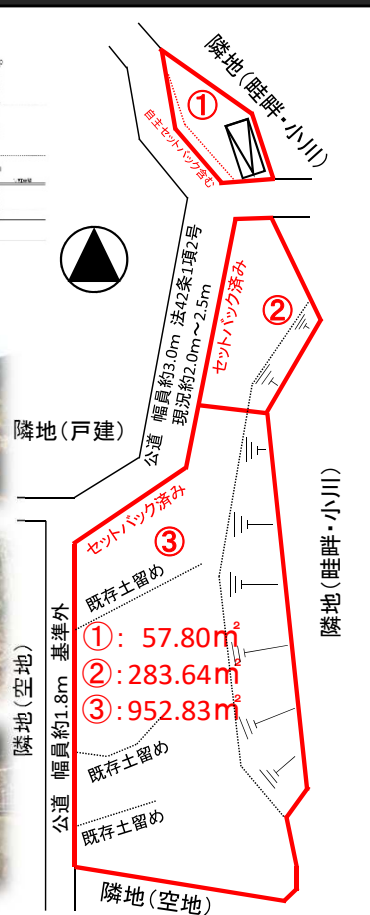 隣地(畦畔・小川)
①
自主セットバック含む
公道 幅員約3.0m 法42条1項2号
現況約2.0m~2.5m
セットバック済み
②
隣地(戸建)
セットバック済み
③
隣地(畦畔・小川)
既存土留め
①: 57.80㎡
②:283.64㎡
③:952.83㎡
隣地(空地)
公道 幅員約1.8m 基準外
既存土留め
既存土留め
隣地(空地)